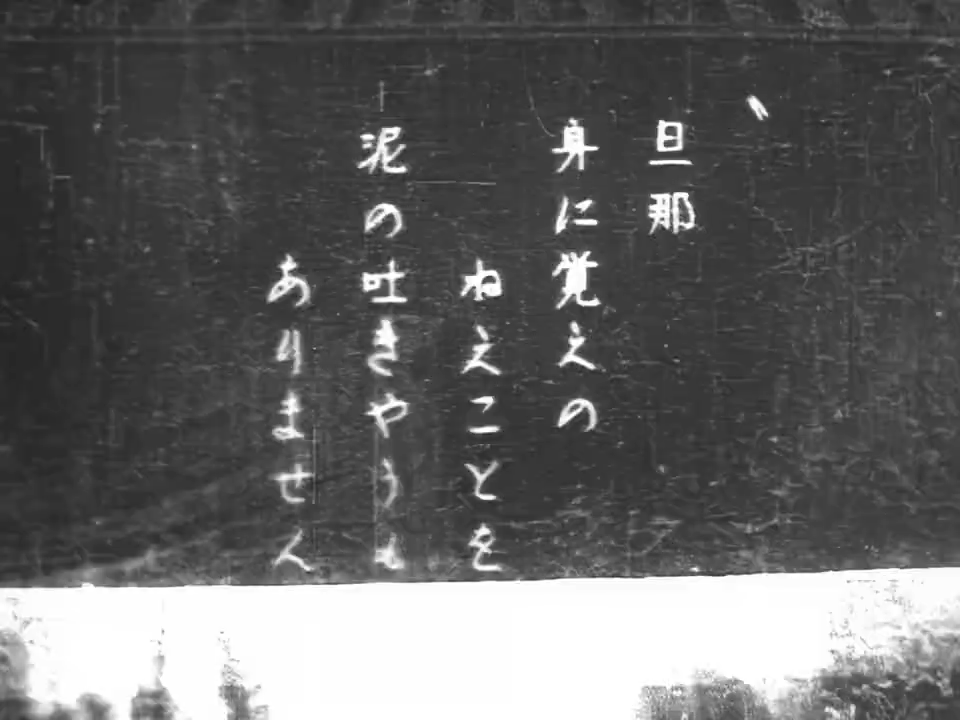 〝
旦那
身に覚えの
ねえことを
泥の吐きやうも
ありません